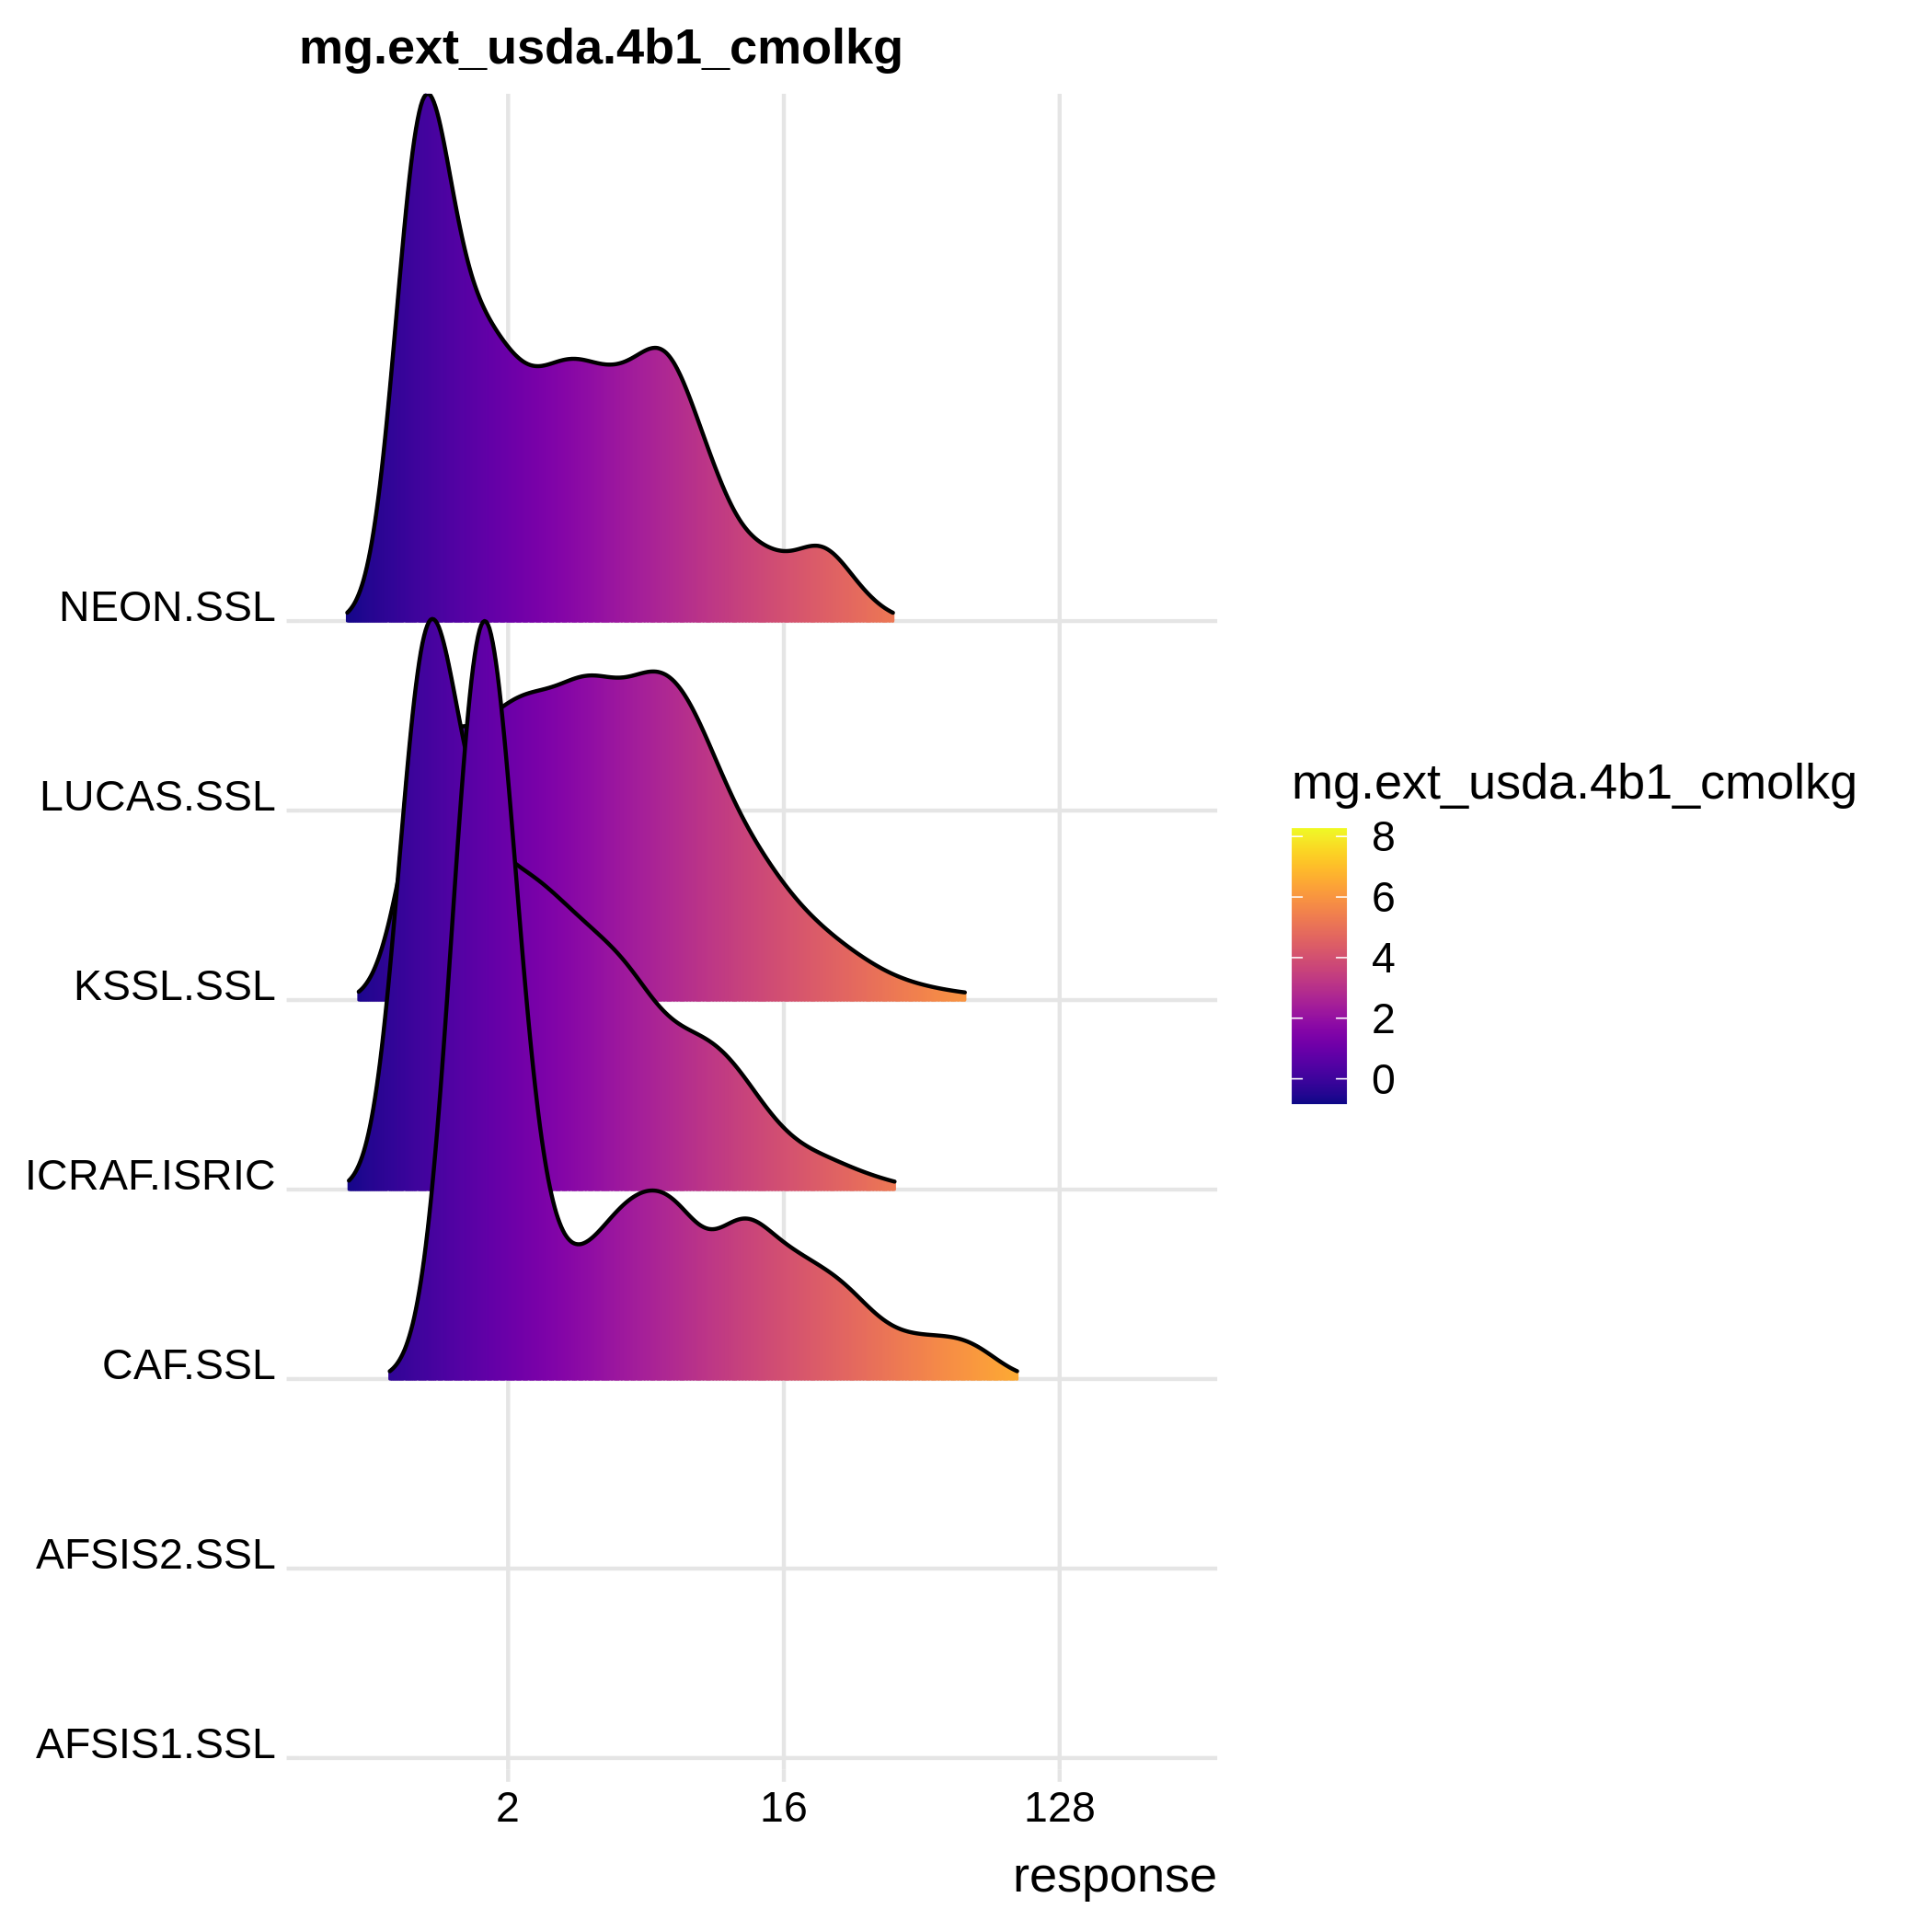 mg.ext_usda.4b1_cmolkg
NEON.SSL
LUCAS.SSL
KSSL.SSL
ICRAF.ISRIC
CAF.SSL
AFSIS2.SSL
AFSIS1.SSL
2 16 128
response
mg.ext_usda.4b1_cmolkg
8
6
4
2
0